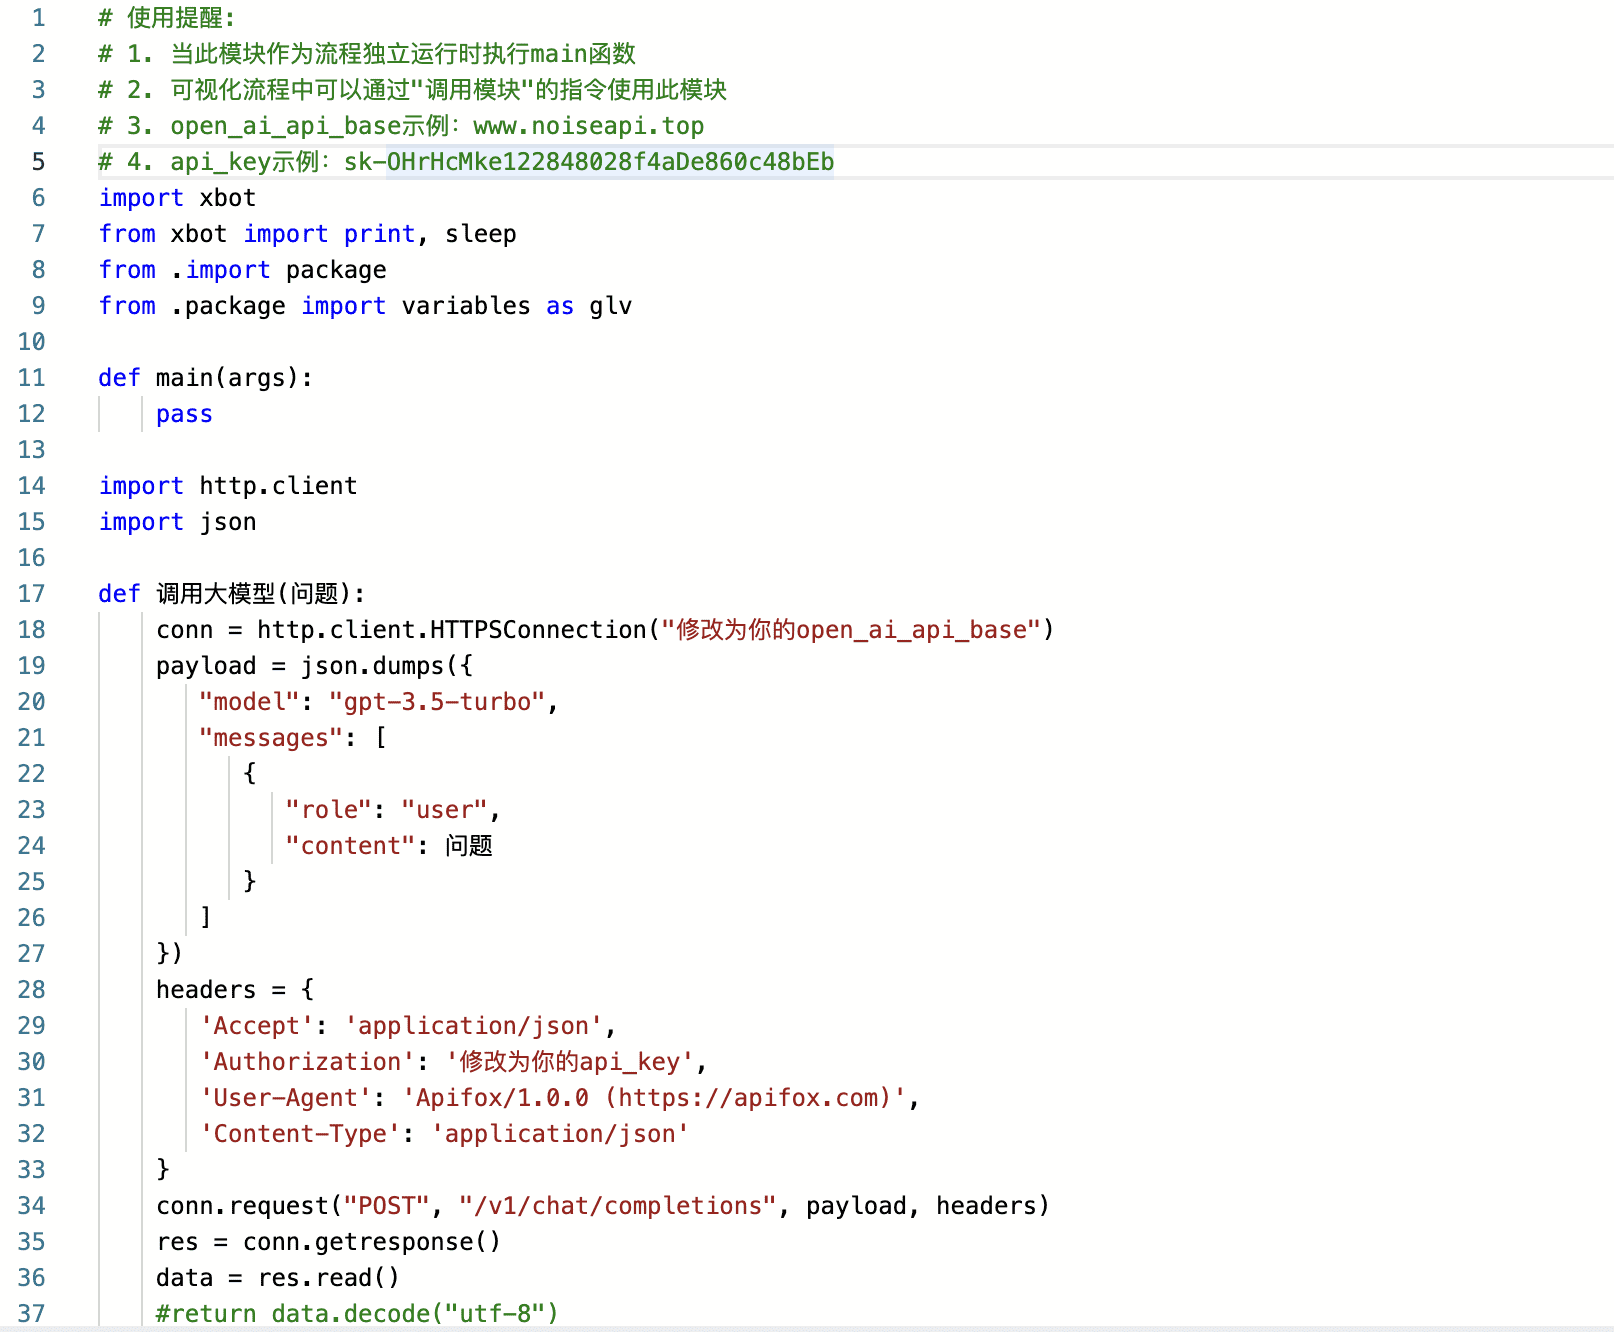 1 # 使用提醒:
2 # 1. 当此模块作为流程独立运行时执行main函数
3 # 2. 可视化流程中可以通过"调用模块"的指令使用此模块
4 # 3. open_ai_api_base示例：www.noiseapi.top
5 # 4. api_key示例：sk-OHrHcMke122848028f4aDe860c48bEb
6 import xbot
7 from xbot import print, sleep
8 from .import package
9 from .package import variables as glv
10
11 def main(args):
12     pass
13
14 import http.client
15 import json
16
17 def 调用大模型(问题):
18     conn = http.client.HTTPSConnection("修改为你的open_ai_api_base")
19     payload = json.dumps({
20        "model": "gpt-3.5-turbo",
21        "messages": [
22           {
23              "role": "user",
24              "content": 问题
25           }
26        ]
27     })
28     headers = {
29        'Accept': 'application/json',
30        'Authorization': '修改为你的api_key',
31        'User-Agent': 'Apifox/1.0.0 (https://apifox.com)',
32        'Content-Type': 'application/json'
33     }
34     conn.request("POST", "/v1/chat/completions", payload, headers)
35     res = conn.getresponse()
36     data = res.read()
37     #return data.decode("utf-8")